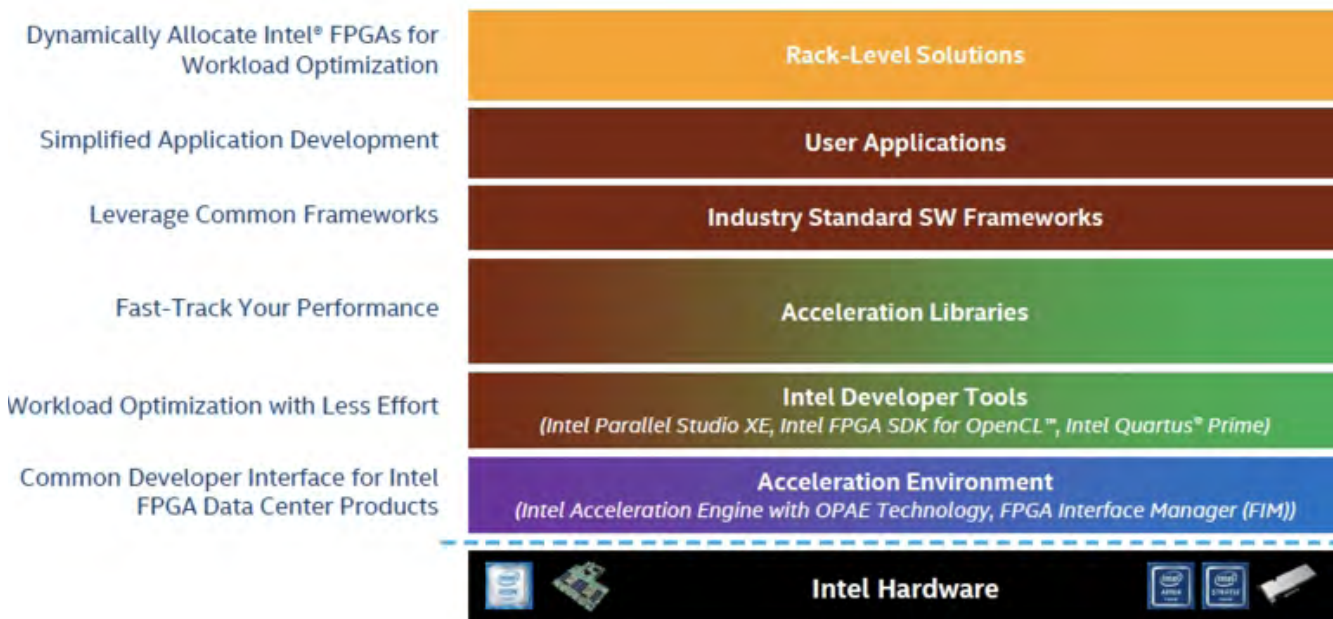 Dynamically Allocate Intel® FPGAs for
Workload Optimization
Rack-Level Solutions
Simplified Application Development
User Applications
Leverage Common Frameworks
Industry Standard SW Frameworks
Fast-Track Your Performance
Acceleration Libraries
Workload Optimization with Less Effort
Intel Developer Tools
(Intel Parallel Studio XE, Intel FPGA SDK for OpenCL™, Intel Quartus® Prime)
Common Developer Interface for Intel
FPGA Data Center Products
Acceleration Environment
(Intel Acceleration Engine with OPAE Technology, FPGA Interface Manager (FIM))
Intel Hardware